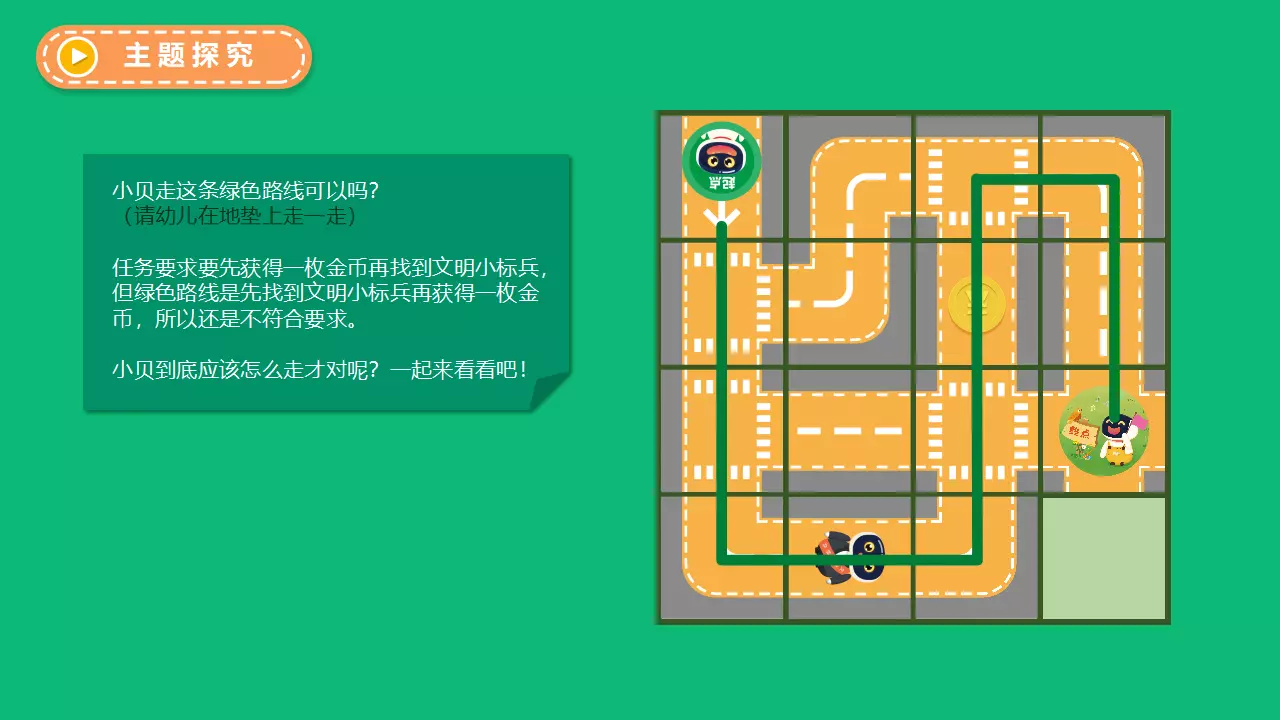 主题探究
小贝走这条绿色路线可以吗？
（请幼儿在地垫上走一走）
任务要求要先获得一枚金币再找到文明小标兵，
但绿色路线是先找到文明小标兵再获得一枚金
币，所以还是不符合要求。
小贝到底应该怎么走才对呢？一起来看看吧！
起点
终点